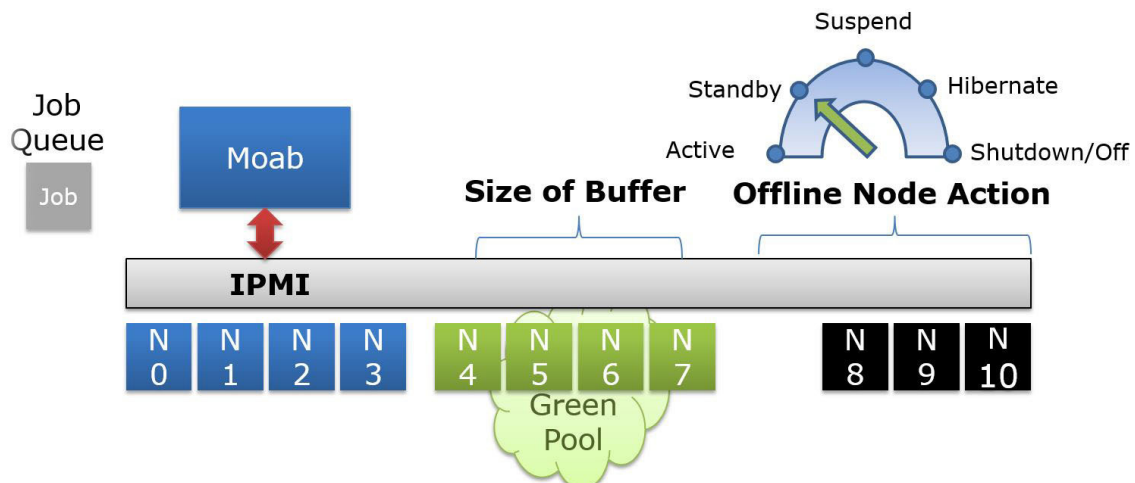 Suspend
Standby
Hibernate
Active
Shutdown/Off
Job
Queue
Job
Moab
Size of Buffer
Offline Node Action
IPMI
N
0
N
1
N
2
N
3
N
4
N
5
N
6
N
7
N
8
N
9
N
10
Green
Pool